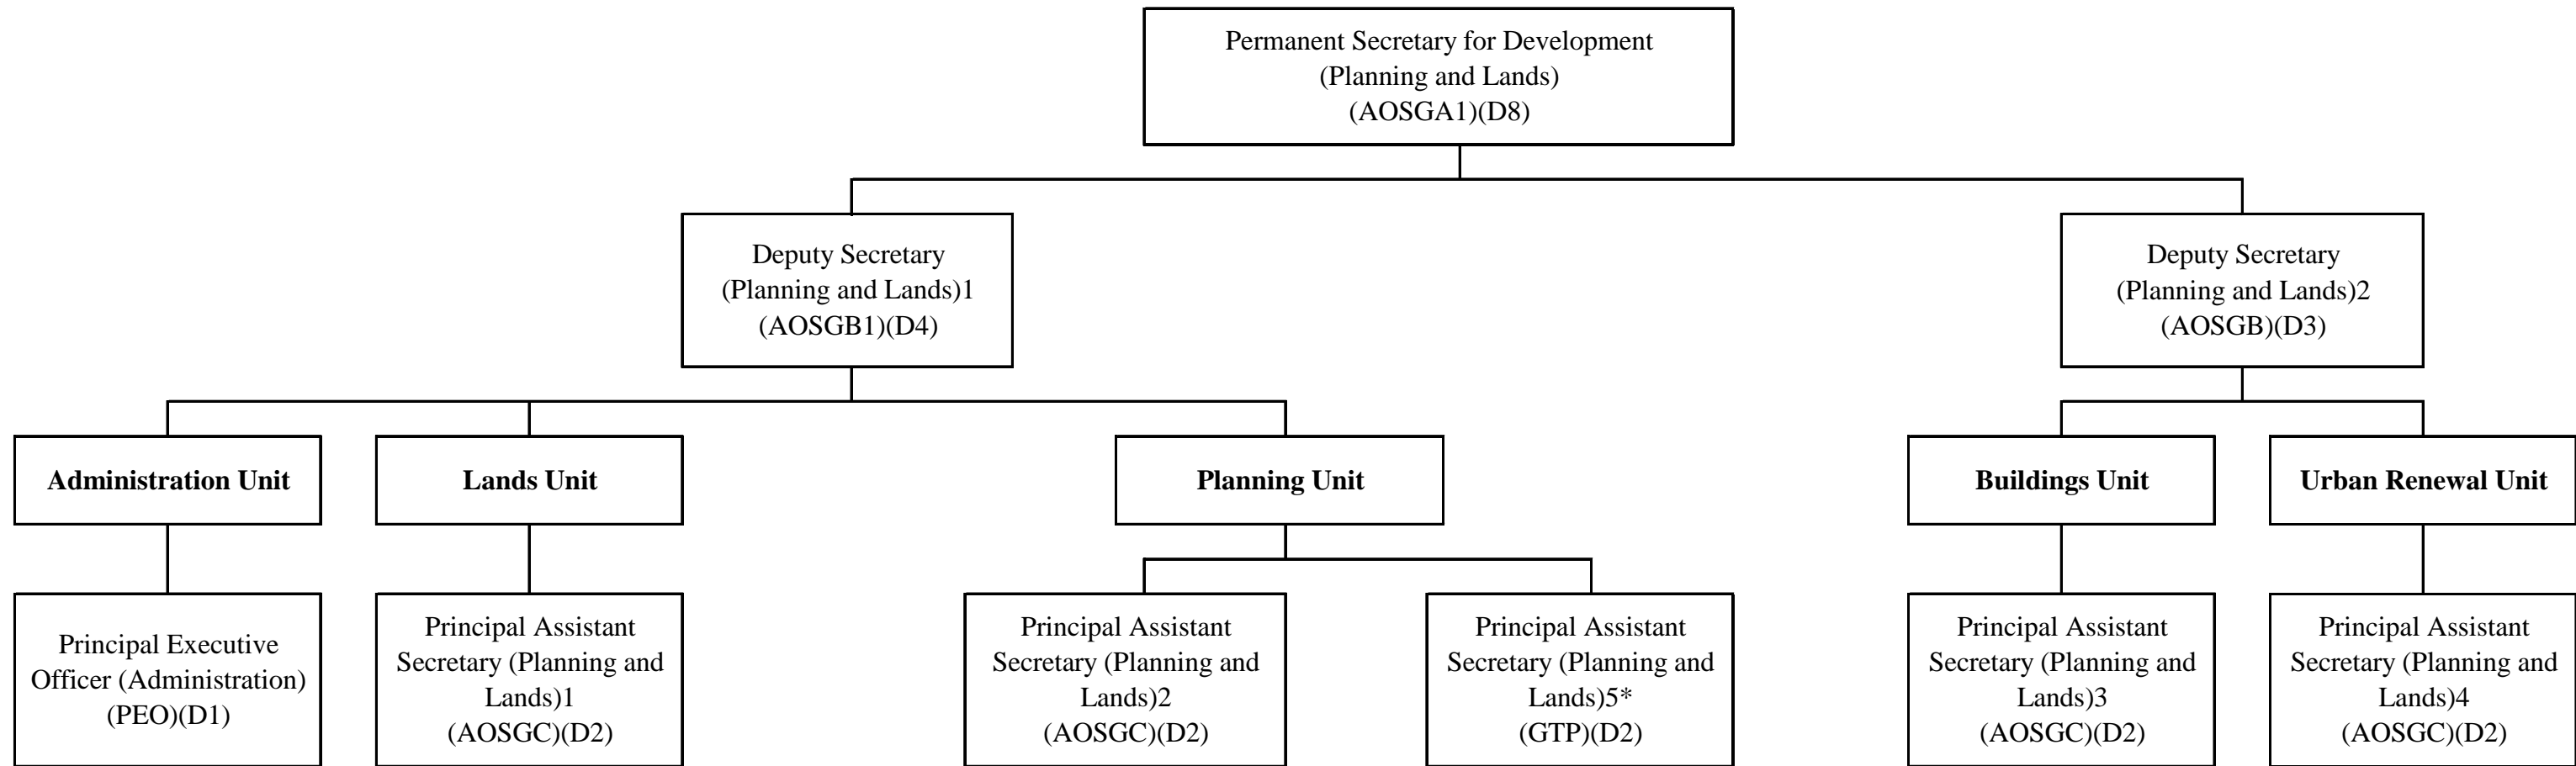 Permanent Secretary for Development
(Planning and Lands)
(AOSGA1)(D8)
Deputy Secretary
(Planning and Lands)1
(AOSGB1)(D4)
Deputy Secretary
(Planning and Lands)2
(AOSGB)(D3)
Administration Unit
Lands Unit
Planning Unit
Buildings Unit
Urban Renewal Unit
Principal Executive
Officer (Administration)
(PEO)(D1)
Principal Assistant
Secretary (Planning and
Lands)1
(AOSGC)(D2)
Principal Assistant
Secretary (Planning and
Lands)2
(AOSGC)(D2)
Principal Assistant
Secretary (Planning and
Lands)5*
(GTP)(D2)
Principal Assistant
Secretary (Planning and
Lands)3
(AOSGC)(D2)
Principal Assistant
Secretary (Planning and
Lands)4
(AOSGC)(D2)